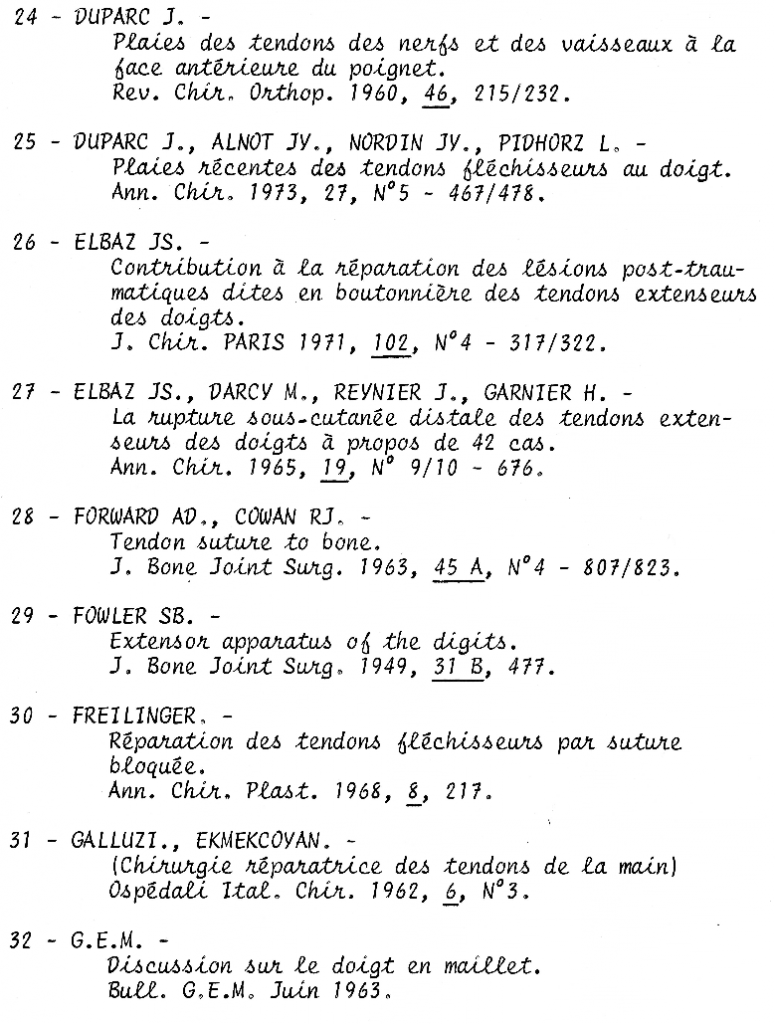 24 - DUPARC J. -
Plaies des tendons des nerfs et des vaisseaux à la
face antérieure du poignet.
Rev. Chir. Orthop. 1960, 46, 215/232.
25 - DUPARC J., ALNOT JY., NORDIN JY., PIDHORZ L. -
Plaies récentes des tendons fléchisseurs au doigt.
Ann. Chir. 1973, 27, N°5 - 467/478.
26 - ELBAZ JS. -
Contribution à la réparation des lésions post-trau-
matiques dites en boutonnière des tendons extenseurs
des doigts.
J. Chir. PARIS 1971, 102, N°4 - 317/322.
27 - ELBAZ JS., DARCY M., REYNIER J., GARNIER H. -
La rupture sous-cutanée distale des tendons exten-
seurs des doigts à propos de 42 cas.
Ann. Chir. 1965, 19, N° 9/10 - 676.
28 - FORWARD AD., COWAN RJ. -
Tendon suture to bone.
J. Bone Joint Surg. 1963, 45 A, N°4 - 807/823.
29 - FOWLER SB. -
Extensor apparatus of the digits.
J. Bone Joint Surg. 1949, 31 B, 477.
30 - FREILINGER. -
Réparation des tendons fléchisseurs par suture
bloquée.
Ann. Chir. Plast. 1968, 8, 217.
31 - GALLUZI., EKMEKCOYAN. -
(Chirurgie réparatrice des tendons de la main)
Ospédali Ital. Chir. 1962, 6, N°3.
32 - G.E.M. -
Discussion sur le doigt en maillet.
Bull. G.E.M. Juin 1963.